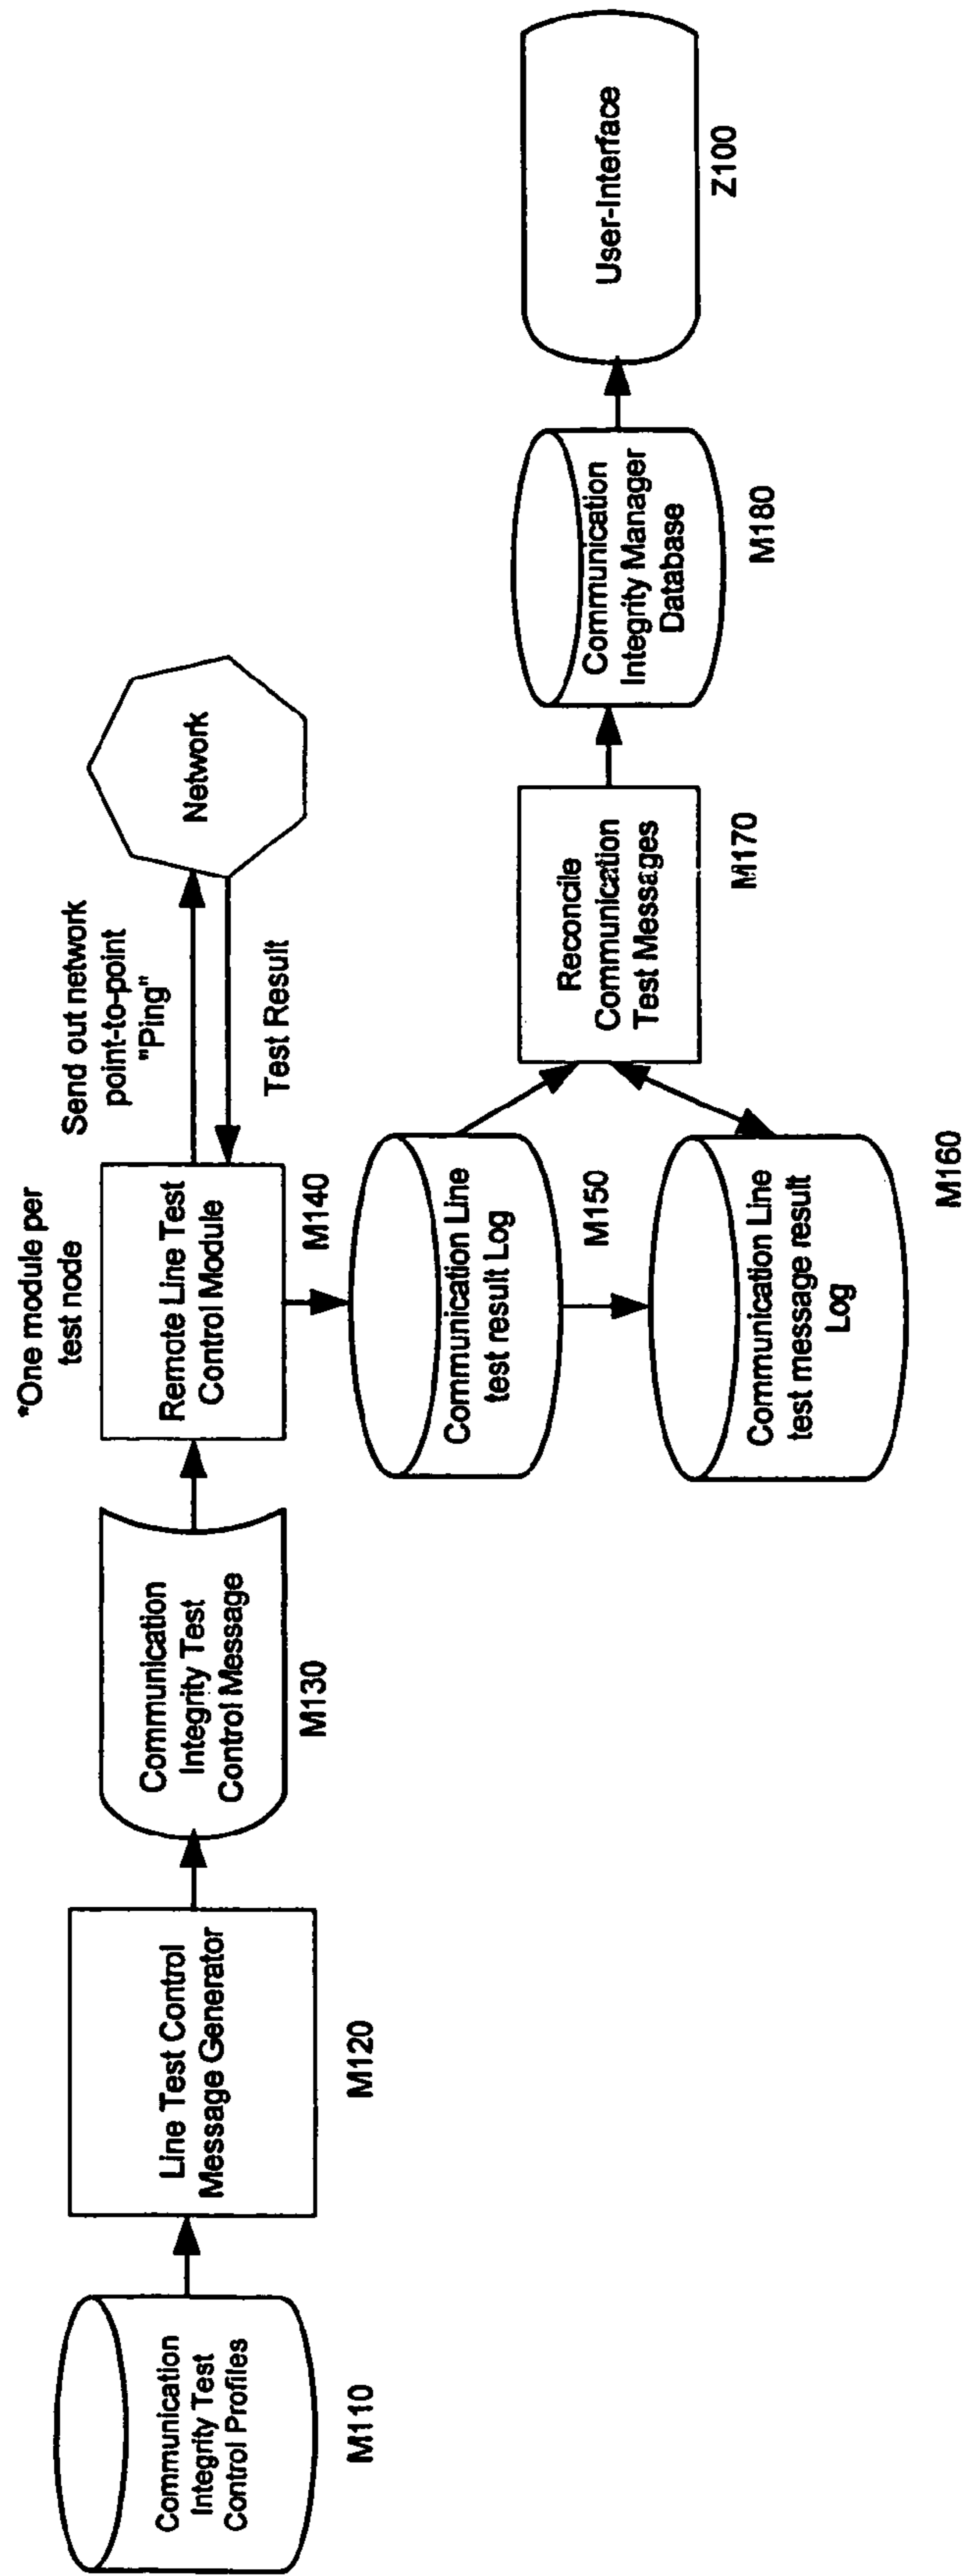 *One module per
test node
Send out network
point-to-point
"Ping"
Network
Test Result
Communication
Integrity Test
Control Profiles
M110
Line Test Control
Message Generator
M120
Communication
Integrity Test
Control Message
M130
Remote Line Test
Control Module
M140
Communication Line
test result Log
M150
Communication Line
test message result
Log
M160
Reconcile
Communication
Test Messages
M170
Communication
Integrity Manager
Database
M180
User-Interface
Z100